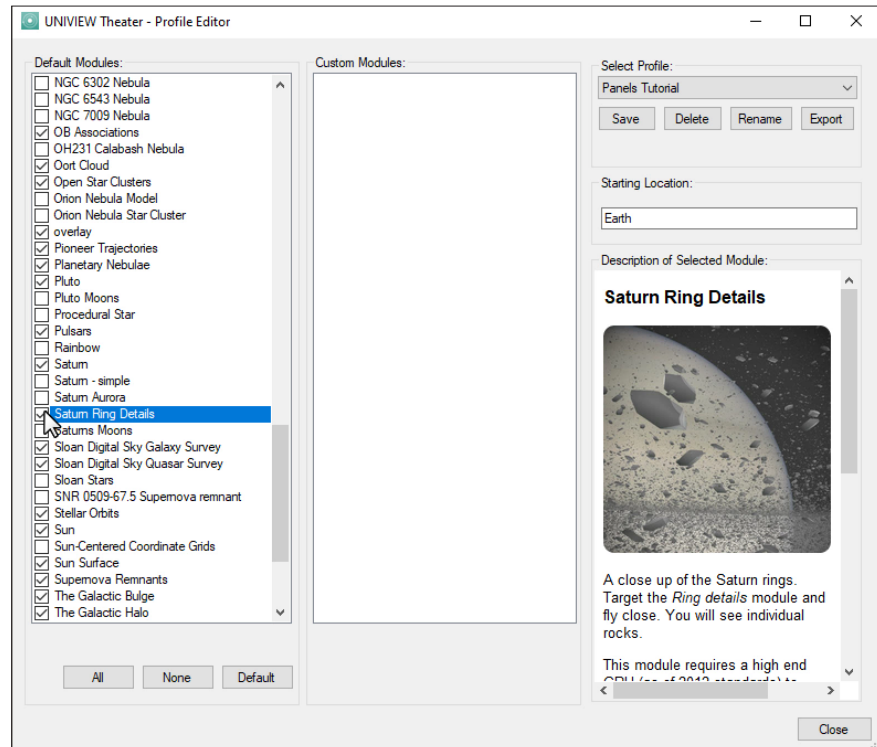 UNIVIEW Theater - Profile Editor
Default Modules:
NGC 6302 Nebula
NGC 6543 Nebula
NGC 7009 Nebula
OB Associations
OH231 Calabash Nebula
Oort Cloud
Open Star Clusters
Orion Nebula Model
Orion Nebula Star Cluster
overlay
Pioneer Trajectories
Planetary Nebulae
Pluto
Pluto Moons
Procedural Star
Pulsars
Rainbow
Saturn
Saturn - simple
Saturn Aurora
Saturn Ring Details
Saturns Moons
Sloan Digital Sky Galaxy Survey
Sloan Digital Sky Quasar Survey
Sloan Stars
SNR 0509-67.5 Supernova remnant
Stellar Orbits
Sun
Sun-Centered Coordinate Grids
Sun Surface
Supernova Remnants
The Galactic Bulge
The Galactic Halo
All None Default
Custom Modules:
Select Profile:
Panels Tutorial
Save Delete Rename Export
Starting Location:
Earth
Description of Selected Module:
Saturn Ring Details
A close up of the Saturn rings.
Target the Ring details module and
fly close. You will see individual
rocks.
This module requires a high end
GPU (as of 2012 standards) to
Close